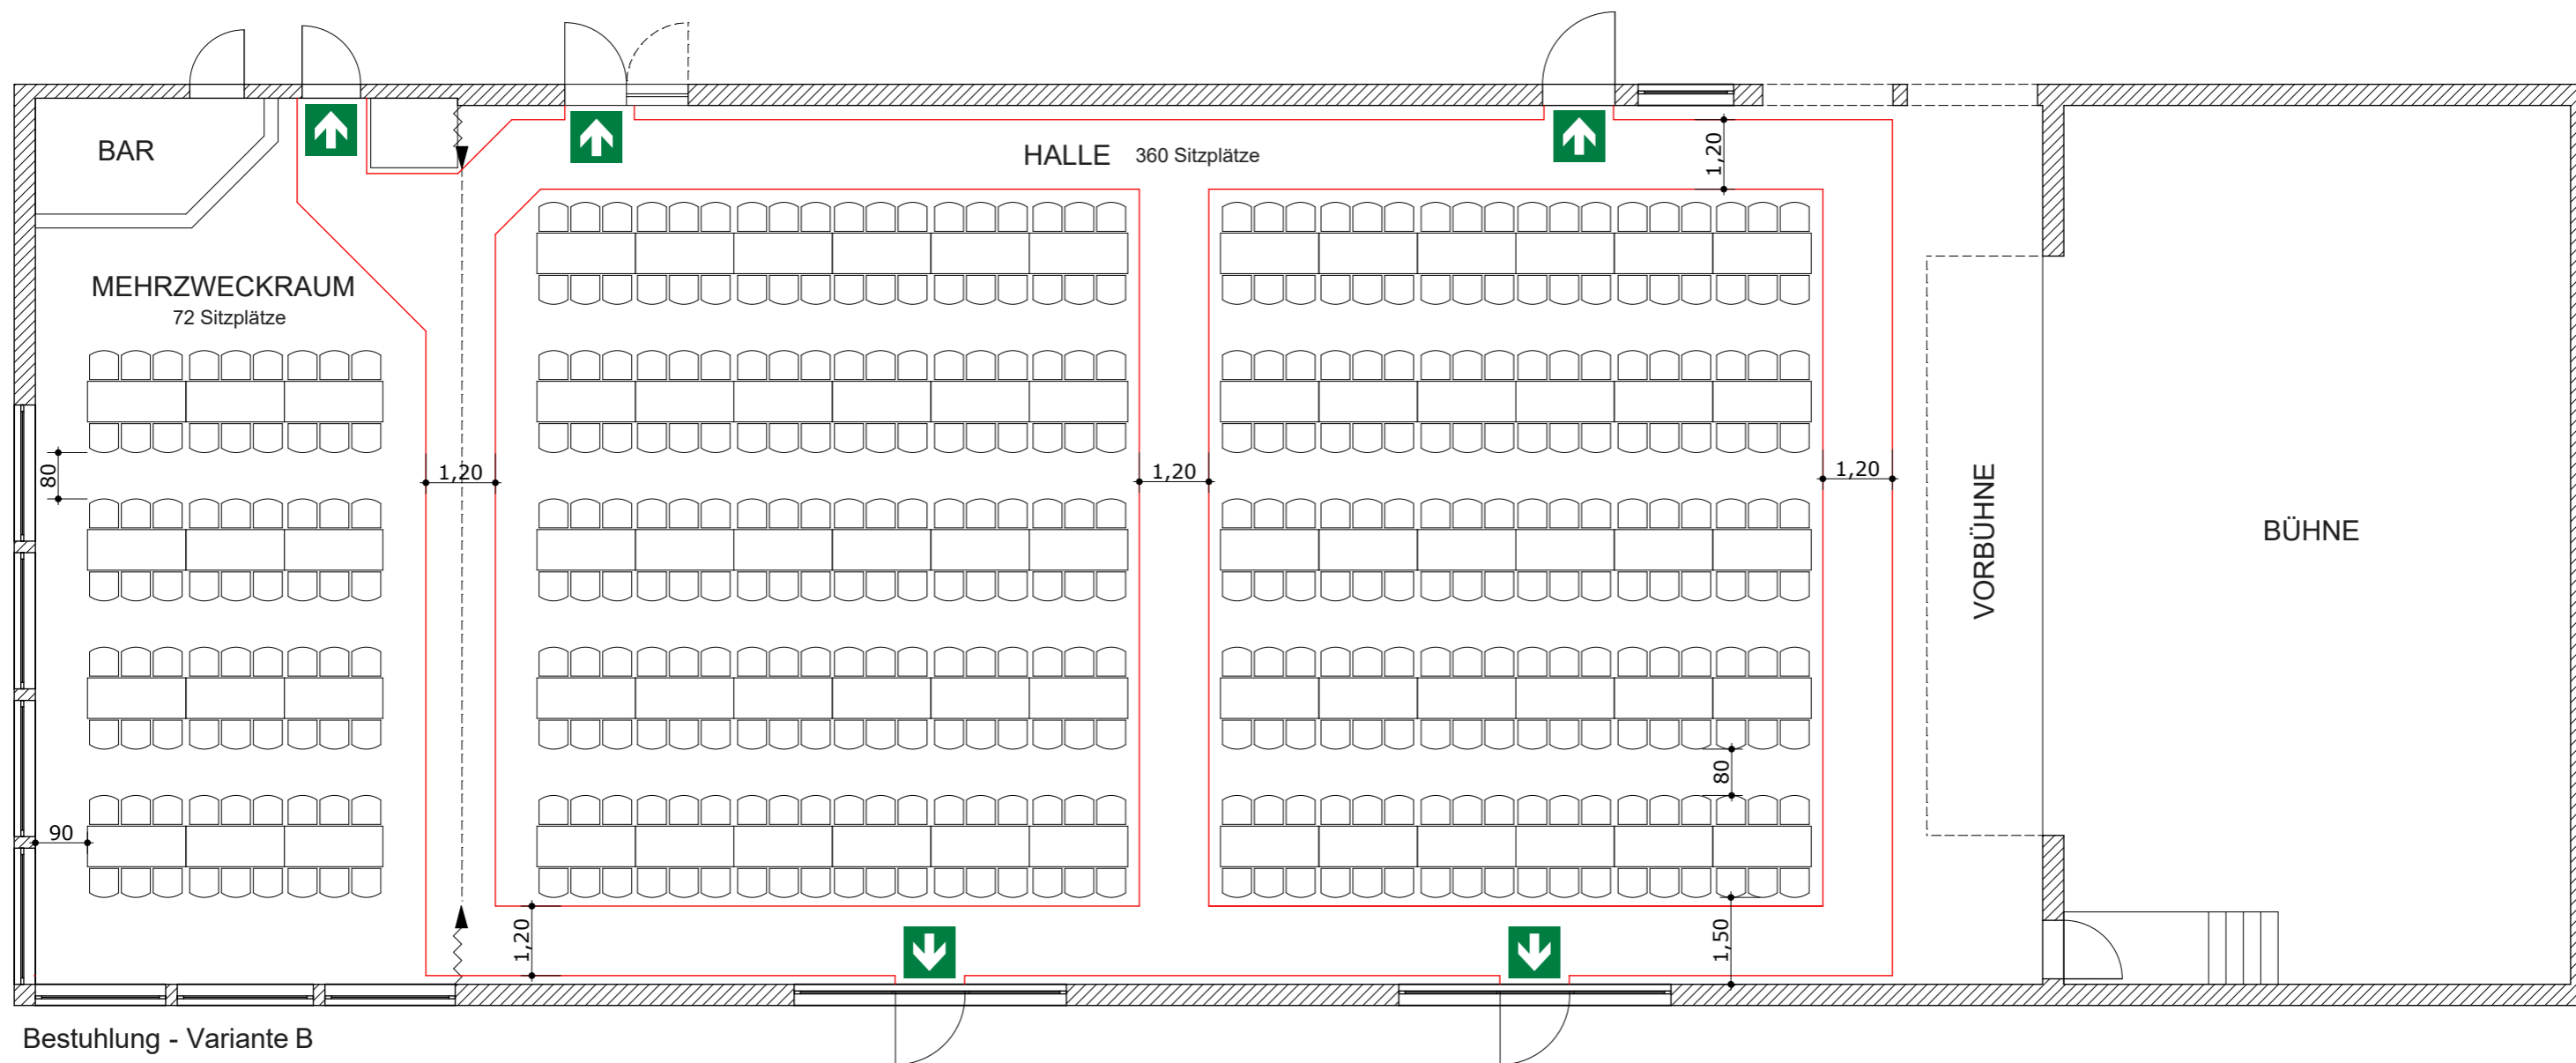 BAR
HALLE 360 Sitzplätze
1,20
MEHRZWECKRAUM
72 Sitzplätze
80
1,20
1,20
1,20
VORBÜHNE
BÜHNE
80
90
1,20
1,50
Bestuhlung - Variante B